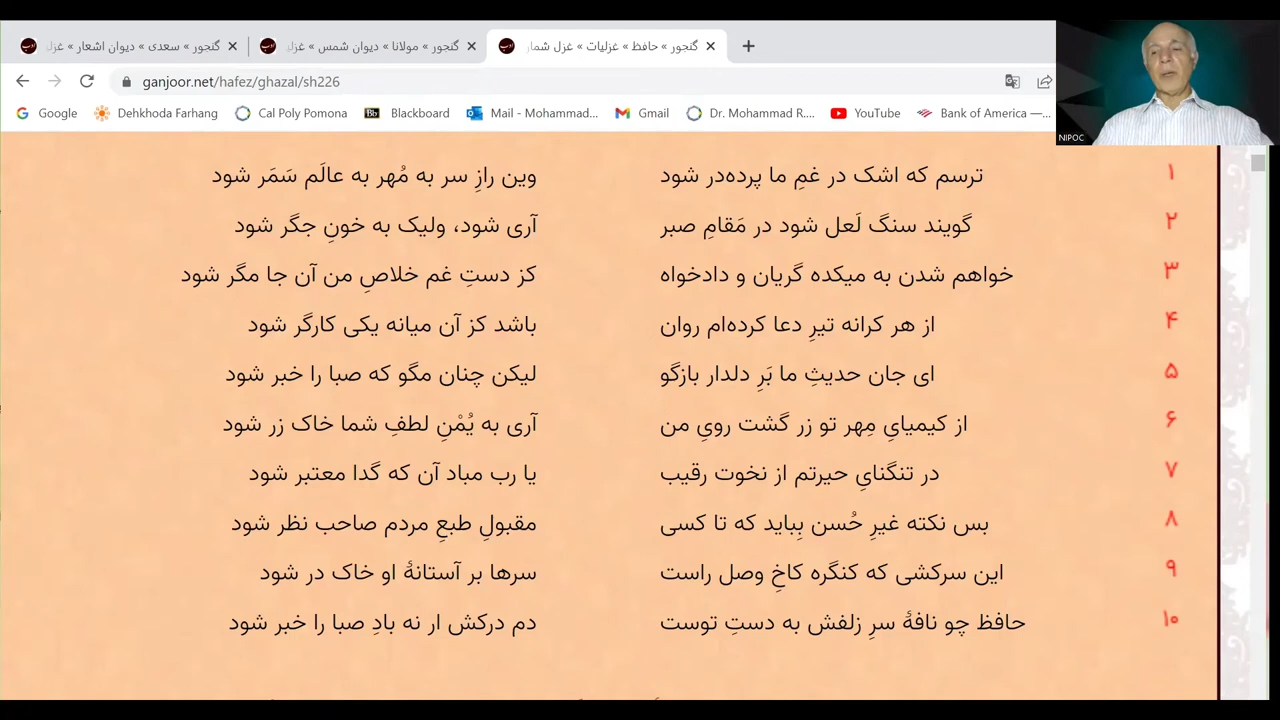 گنجور » سعدی » دیوان اشعار » غزل
گنجور » مولانا » دیوان شمس » غزل
گنجور » حافظ » غزلیات » غزل شمار
ganjoor.net/hafez/ghazal/sh226
Google Dehkhoda Farhang Cal Poly Pomona Bb Blackboard Mail - Mohammad... Gmail Dr. Mohammad R.... YouTube Bank of America —...
NIPOC
۱ ترسم که اشک در غمِ ما پرده‌در شود وین رازِ سر به مُهر به عالَم سَمَر شود
۲ گویند سنگ لَعل شود در مَقامِ صبر آری شود، ولیک به خونِ جگر شود
۳ خواهم شدن به میکده گریان و دادخواه کز دستِ غم خلاصِ من آن جا مگر شود
۴ از هر کرانه تیرِ دعا کرده‌ام روان باشد کز آن میانه یکی کارگر شود
۵ ای جان حدیثِ ما بَرِ دلدار بازگو لیکن چنان مگو که صبا را خبر شود
۶ از کیمیایِ مِهر تو زر گشت رویِ من آری به یُمْنِ لطفِ شما خاک زر شود
۷ در تنگنایِ حیرتم از نخوت رقیب یا رب مباد آن که گدا معتبر شود
۸ بس نکته غیرِ حُسن بِباید که تا کسی مقبولِ طبعِ مردم صاحب نظر شود
۹ این سرکشی که کنگره کاخِ وصل راست سرها بر آستانهٔ او خاک در شود
۱۰ حافظ چو نافهٔ سرِ زلفش به دستِ توست دم درکش ار نه بادِ صبا را خبر شود